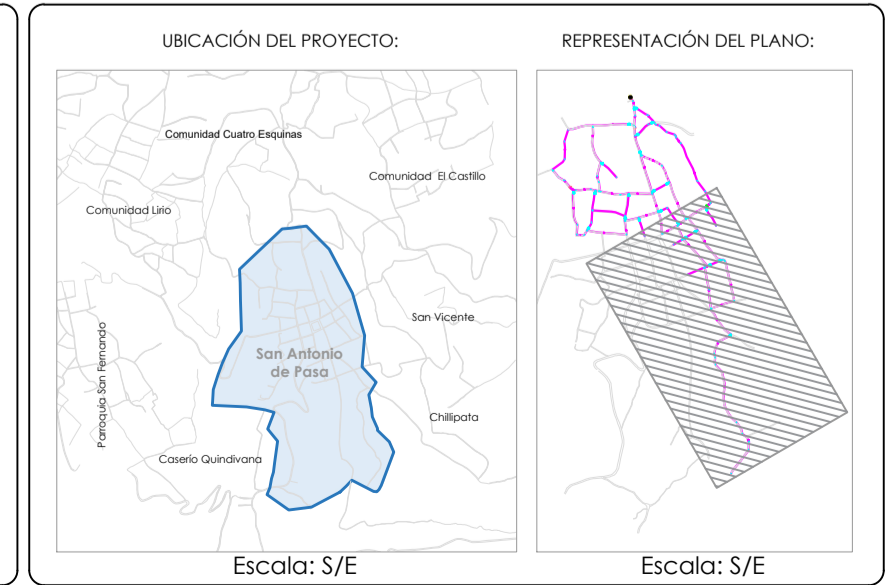 UBICACIÓN DEL PROYECTO:
REPRESENTACIÓN DEL PLANO:
Comunidad Cuatro Esquinas
Comunidad El Castillo
Comunidad Lirio
San Vicente
Parroquia San Fernando
San Antonio
de Pasa
Chillipata
Caserío Quindivana
Escala: S/E
Escala: S/E